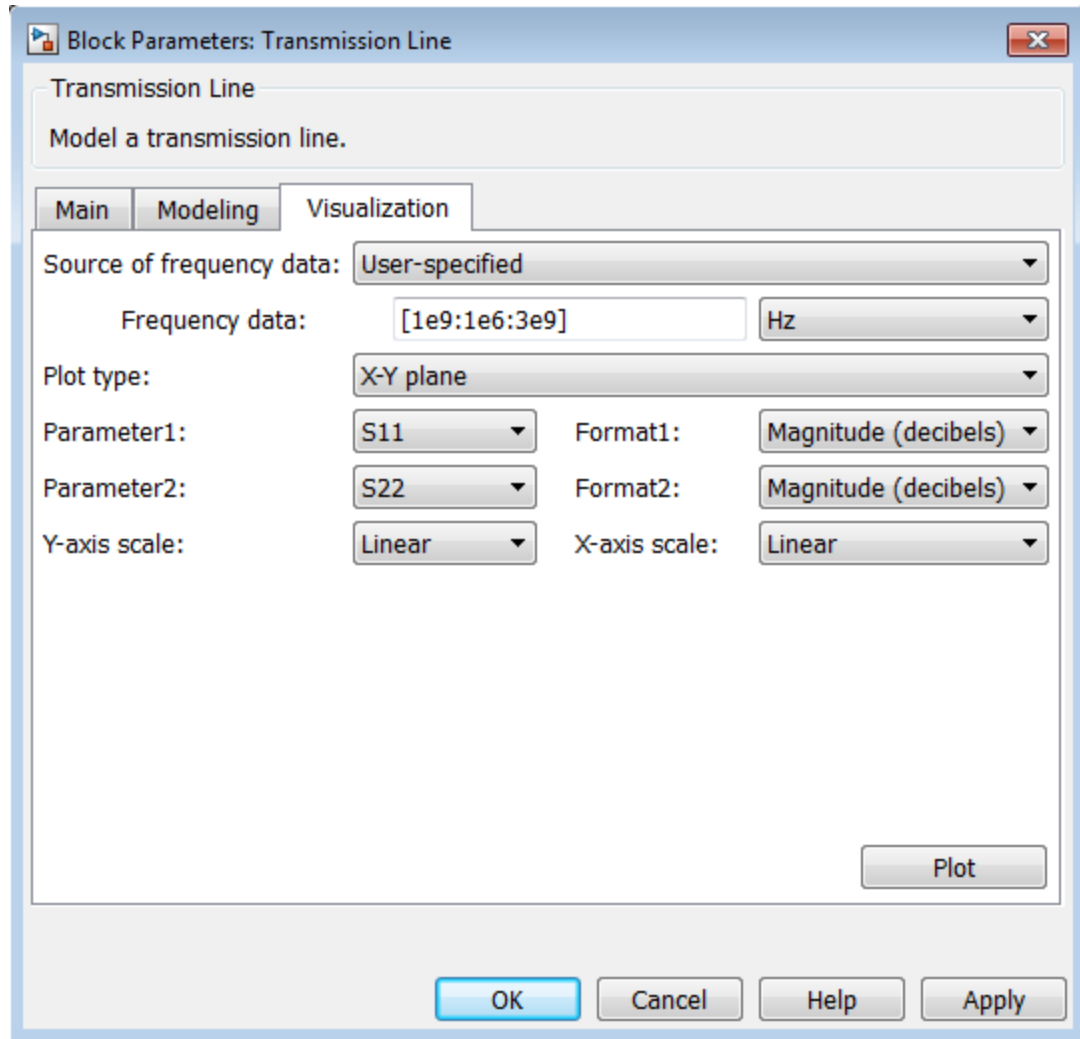 Block Parameters: Transmission Line
Transmission Line
Model a transmission line.
Main Modeling Visualization
Source of frequency data: User-specified
Frequency data: [1e9:1e6:3e9] Hz
Plot type: X-Y plane
Parameter1: S11 Format1: Magnitude (decibels)
Parameter2: S22 Format2: Magnitude (decibels)
Y-axis scale: Linear X-axis scale: Linear
Plot
OK Cancel Help Apply